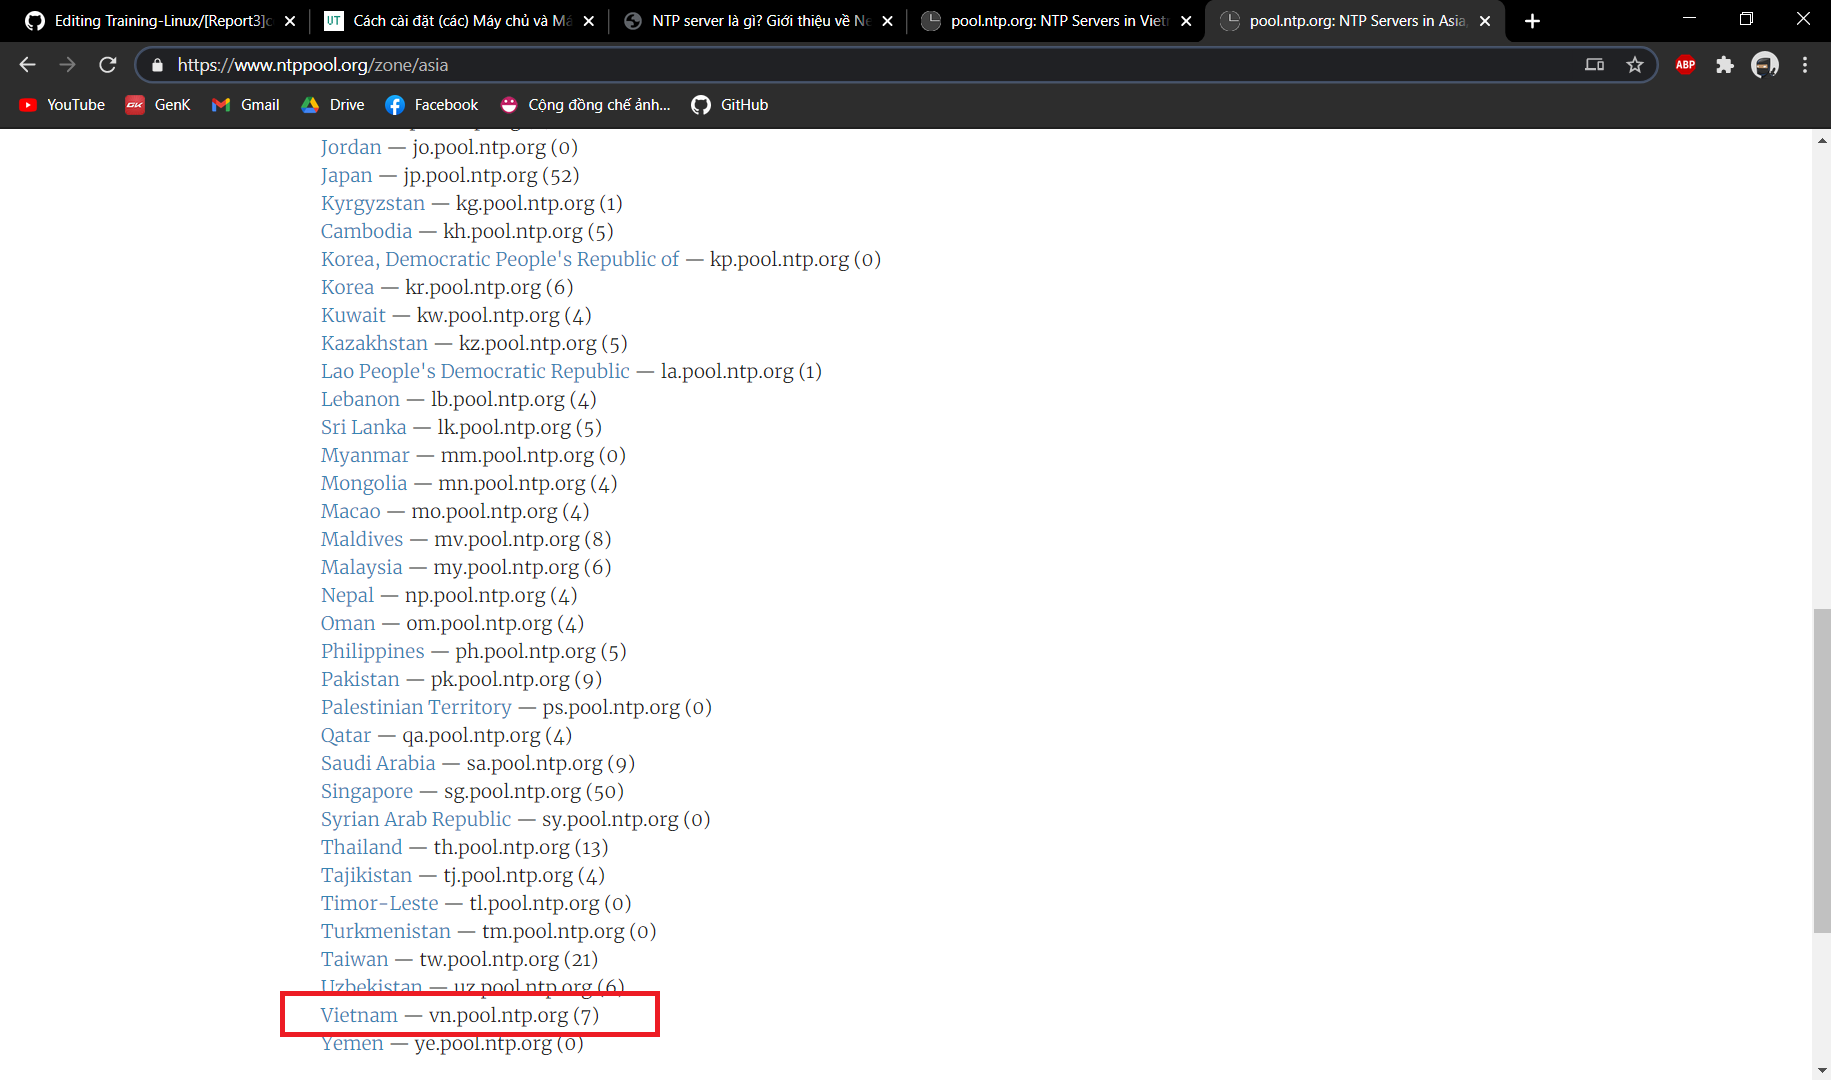 Editing Training-Linux/[Report3]c
Cách cài đặt (các) Máy chủ và Má
NTP server là gì? Giới thiệu về Ne
pool.ntp.org: NTP Servers in Vietn
pool.ntp.org: NTP Servers in Asia,
https://www.ntppool.org/zone/asia
ABP
YouTube
GenK
Gmail
Drive
Facebook
Cộng đồng chế ảnh...
GitHub
Jordan — jo.pool.ntp.org (0)
Japan — jp.pool.ntp.org (52)
Kyrgyzstan — kg.pool.ntp.org (1)
Cambodia — kh.pool.ntp.org (5)
Korea, Democratic People's Republic of — kp.pool.ntp.org (0)
Korea — kr.pool.ntp.org (6)
Kuwait — kw.pool.ntp.org (4)
Kazakhstan — kz.pool.ntp.org (5)
Lao People's Democratic Republic — la.pool.ntp.org (1)
Lebanon — lb.pool.ntp.org (4)
Sri Lanka — lk.pool.ntp.org (5)
Myanmar — mm.pool.ntp.org (0)
Mongolia — mn.pool.ntp.org (4)
Macao — mo.pool.ntp.org (4)
Maldives — mv.pool.ntp.org (8)
Malaysia — my.pool.ntp.org (6)
Nepal — np.pool.ntp.org (4)
Oman — om.pool.ntp.org (4)
Philippines — ph.pool.ntp.org (5)
Pakistan — pk.pool.ntp.org (9)
Palestinian Territory — ps.pool.ntp.org (0)
Qatar — qa.pool.ntp.org (4)
Saudi Arabia — sa.pool.ntp.org (9)
Singapore — sg.pool.ntp.org (50)
Syrian Arab Republic — sy.pool.ntp.org (0)
Thailand — th.pool.ntp.org (13)
Tajikistan — tj.pool.ntp.org (4)
Timor-Leste — tl.pool.ntp.org (0)
Turkmenistan — tm.pool.ntp.org (0)
Taiwan — tw.pool.ntp.org (21)
Uzbekistan — uz.pool.ntp.org (6)
Vietnam — vn.pool.ntp.org (7)
Yemen — ye.pool.ntp.org (0)